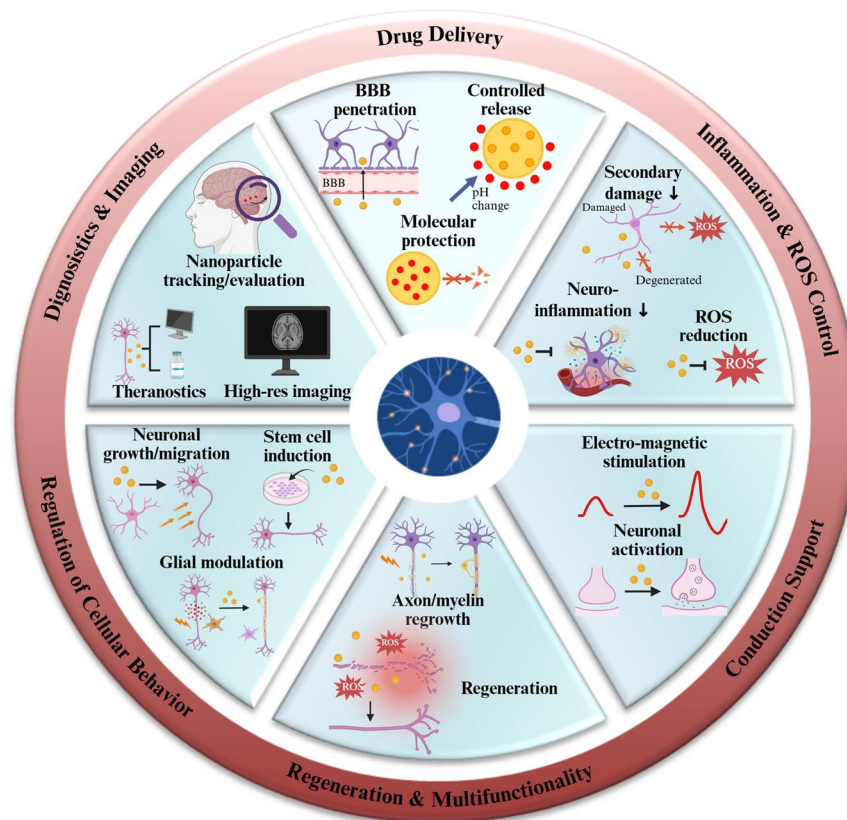 Drug Delivery
BBB
penetration
Controlled
release
BBB
pH
change
Molecular
protection
Inflammation & ROS Control
Secondary
damage ↓
Damaged
ROS
Degenerated
Neuro-
inflammation ↓
ROS
reduction
ROS
Conduction Support
Electro-magnetic
stimulation
Neuronal
activation
Regeneration & Multifunctionality
Axon/myelin
regrowth
ROS
ROS
Regeneration
Regulation of Cellular Behavior
Neuronal
growth/migration
Stem cell
induction
Glial modulation
Dignosistics & Imaging
Nanoparticle
tracking/evaluation
Theranostics
High-res imaging